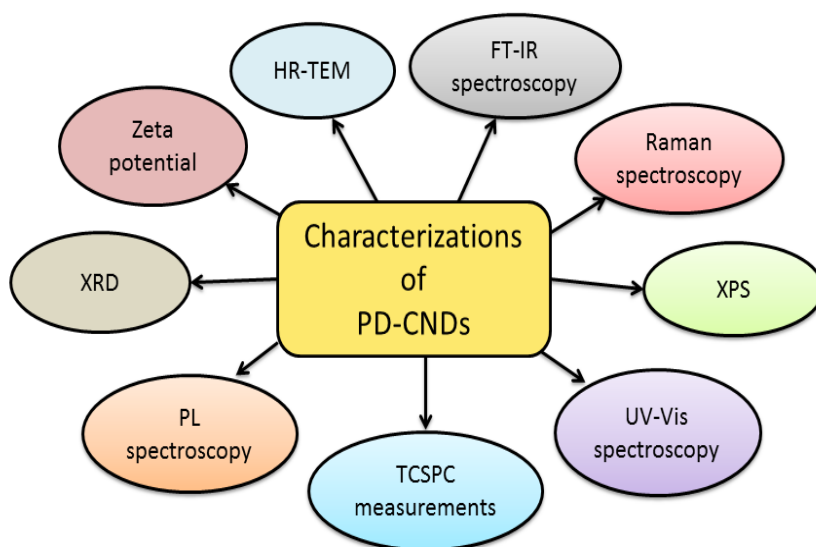 HR-TEM
FT-IR
spectroscopy
Zeta
potential
Raman
spectroscopy
Characterizations
of
PD-CNDs
XRD
XPS
PL
spectroscopy
UV-Vis
spectroscopy
TCSPC
measurements